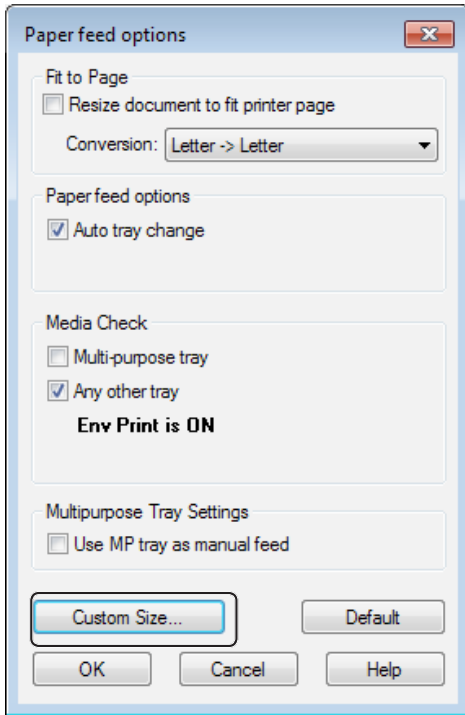 Paper feed options
Fit to Page
Resize document to fit printer page
Conversion: Letter -> Letter
Paper feed options
Auto tray change
Media Check
Multi-purpose tray
Any other tray
Env Print is ON
Multipurpose Tray Settings
Use MP tray as manual feed
Custom Size... Default
OK Cancel Help